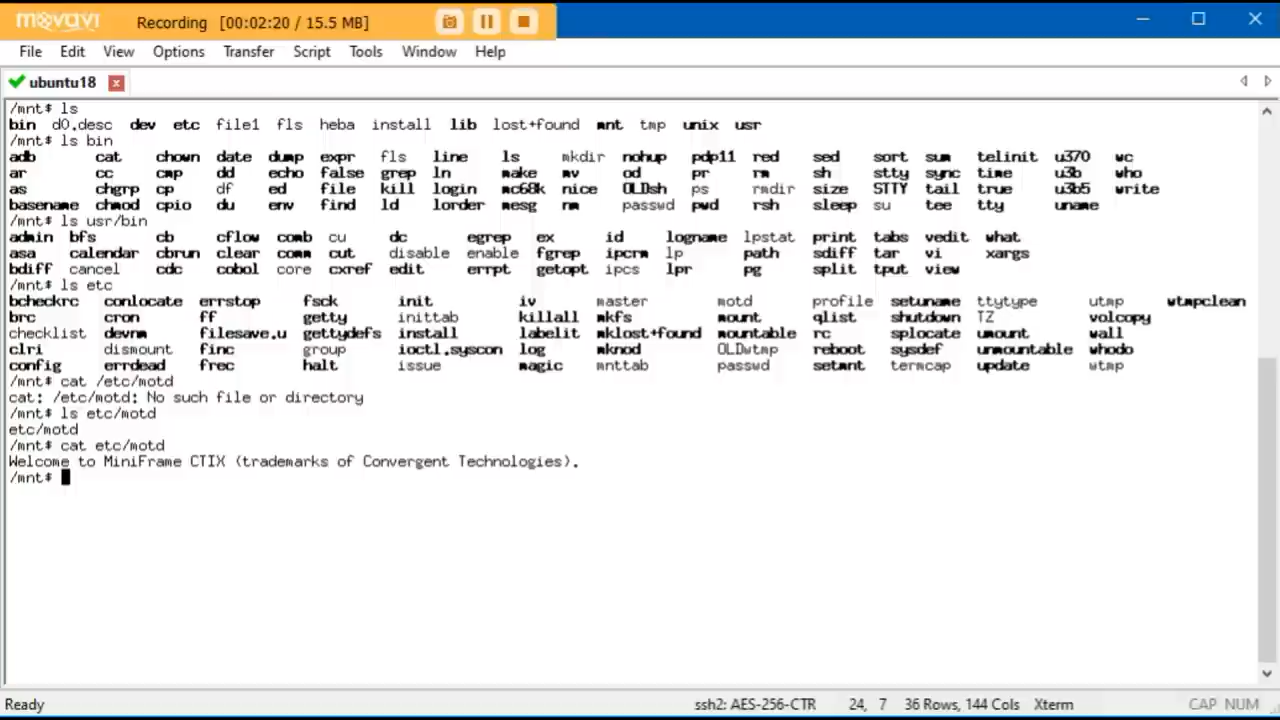 movavi Recording [00:02:20 / 15.5 MB]
File Edit View Options Transfer Script Tools Window Help
ubuntu18
/mnt$ ls
bin d0.desc dev etc file1 fls heba install lib lost+found mnt tmp unix usr
/mnt$ ls bin
adb cat chown date dump expr fls line ls mkdir nohup pdp11 red sed sort sum telinit u370 wc
ar cc cmp dd echo false grep ln make mv od pr rm sh stty sync time u3b who
as chgrp cp df ed file kill login mc68k nice OLDsh ps rmdir size STTY tail true u3b5 write
basename chmod cpio du env find ld lorder mesg nm passwd pwd rsh sleep su tee tty uname
/mnt$ ls usr/bin
admin bfs cb cflow comb cu dc egrep ex id logname lpstat print tabs vedit what
asa calendar cbrun clear comm cut disable enable fgrep ipcrm lp path sdiff tar vi xargs
bdiff cancel cdc cobol core cxref edit errpt getopt ipcs lpr pg split tput view
/mnt$ ls etc
bcheckrc conlocate errstop fsck init iv master motd profile setuname ttytype utmp wtmpclean
brc cron ff getty inittab killall mkfs mount qlist shutdown TZ volcopy
checklist devnm filesave.u gettydefs install labelit mklost+found mountable rc splocate umount wall
clri dismount finc group ioctl.syscon log mknod OLDwtmp reboot sysdef unmountable whodo
config errdead frec halt issue magic mnttab passwd setmnt termcap update wtmp
/mnt$ cat /etc/motd
cat: /etc/motd: No such file or directory
/mnt$ ls etc/motd
etc/motd
/mnt$ cat etc/motd
Welcome to MiniFrame CTIX (trademarks of Convergent Technologies).
/mnt$
Ready ssh2: AES-256-CTR 24, 7 36 Rows, 144 Cols Xterm CAP NUM